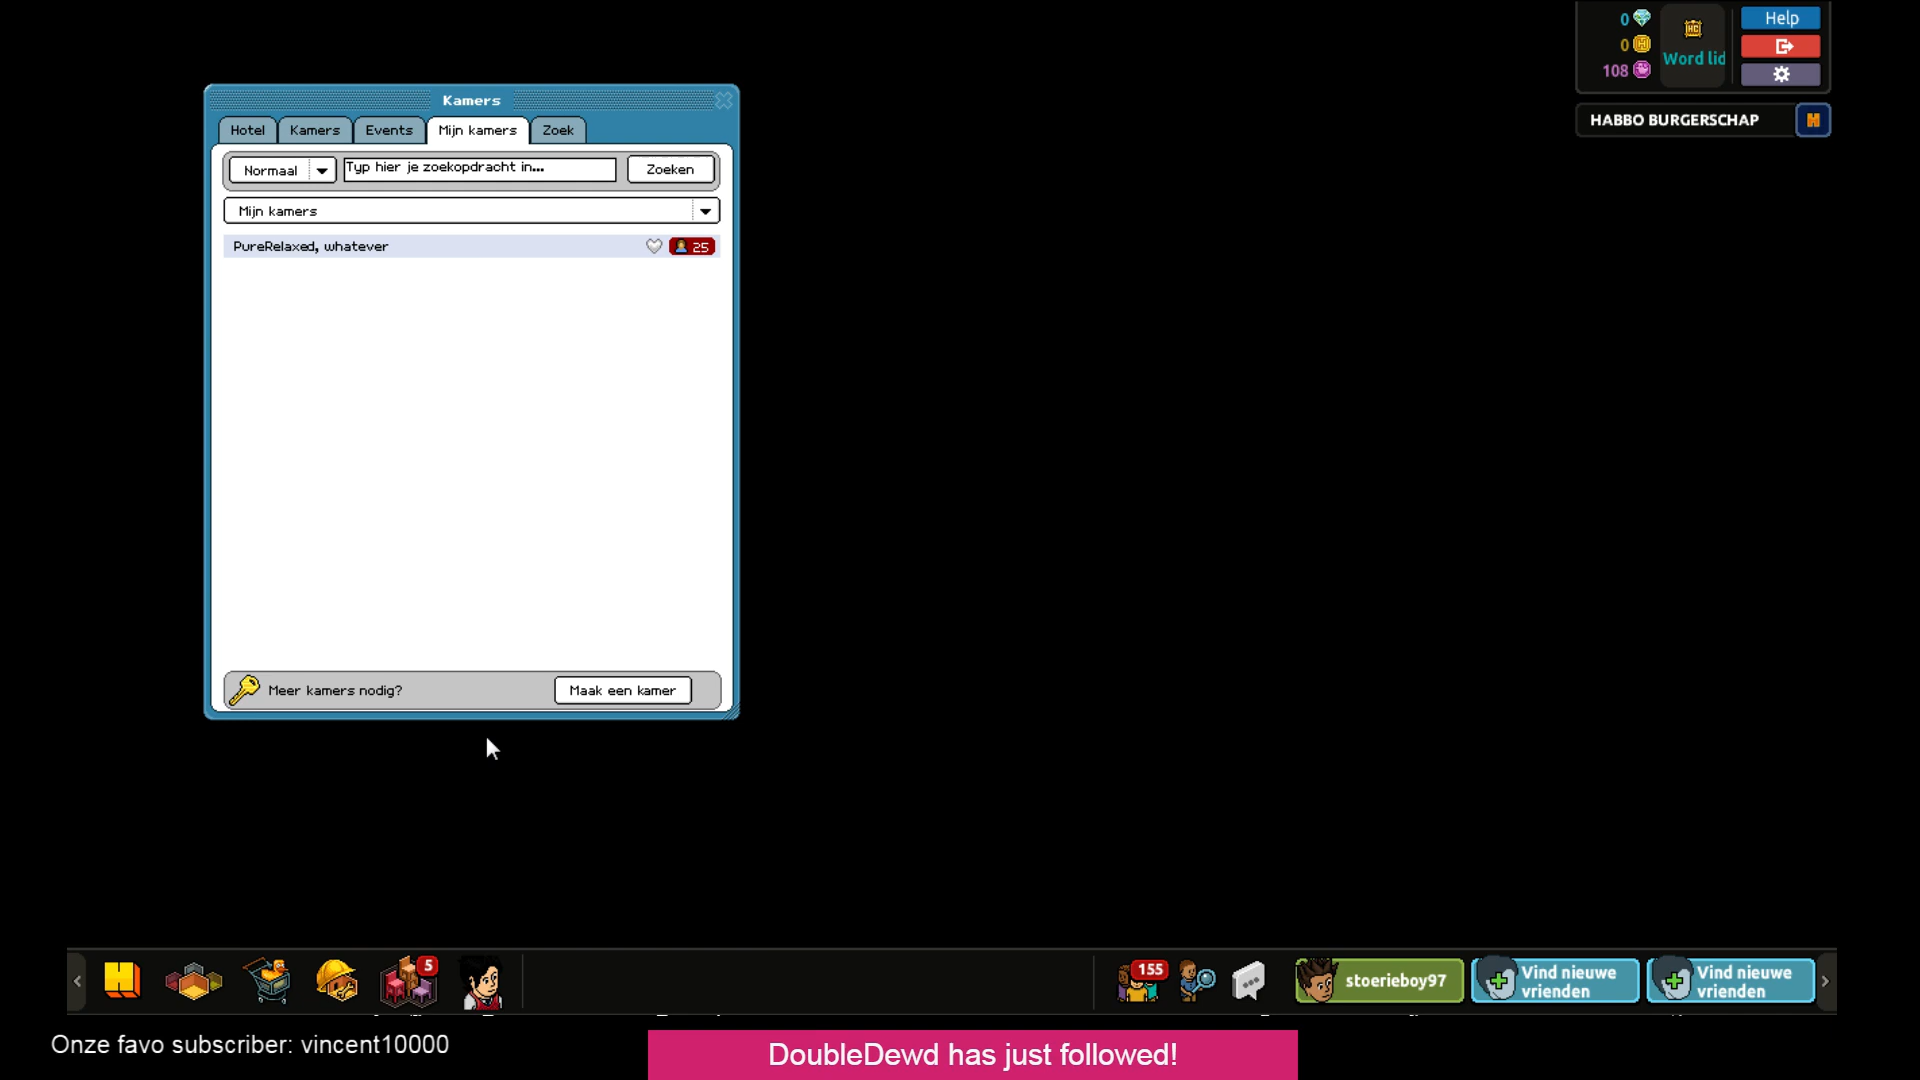 0
0
108
Word lid
Help
HABBO BURGERSCHAP
Kamers
Hotel Kamers Events Mijn kamers Zoek
Normaal Typ hier je zoekopdracht in... Zoeken
Mijn kamers
PureRelaxed, whatever 25
Meer kamers nodig? Maak een kamer
5
155
stoerieboy97
Vind nieuwe
vrienden
Vind nieuwe
vrienden
Onze favo subscriber: vincent10000
DoubleDewd has just followed!